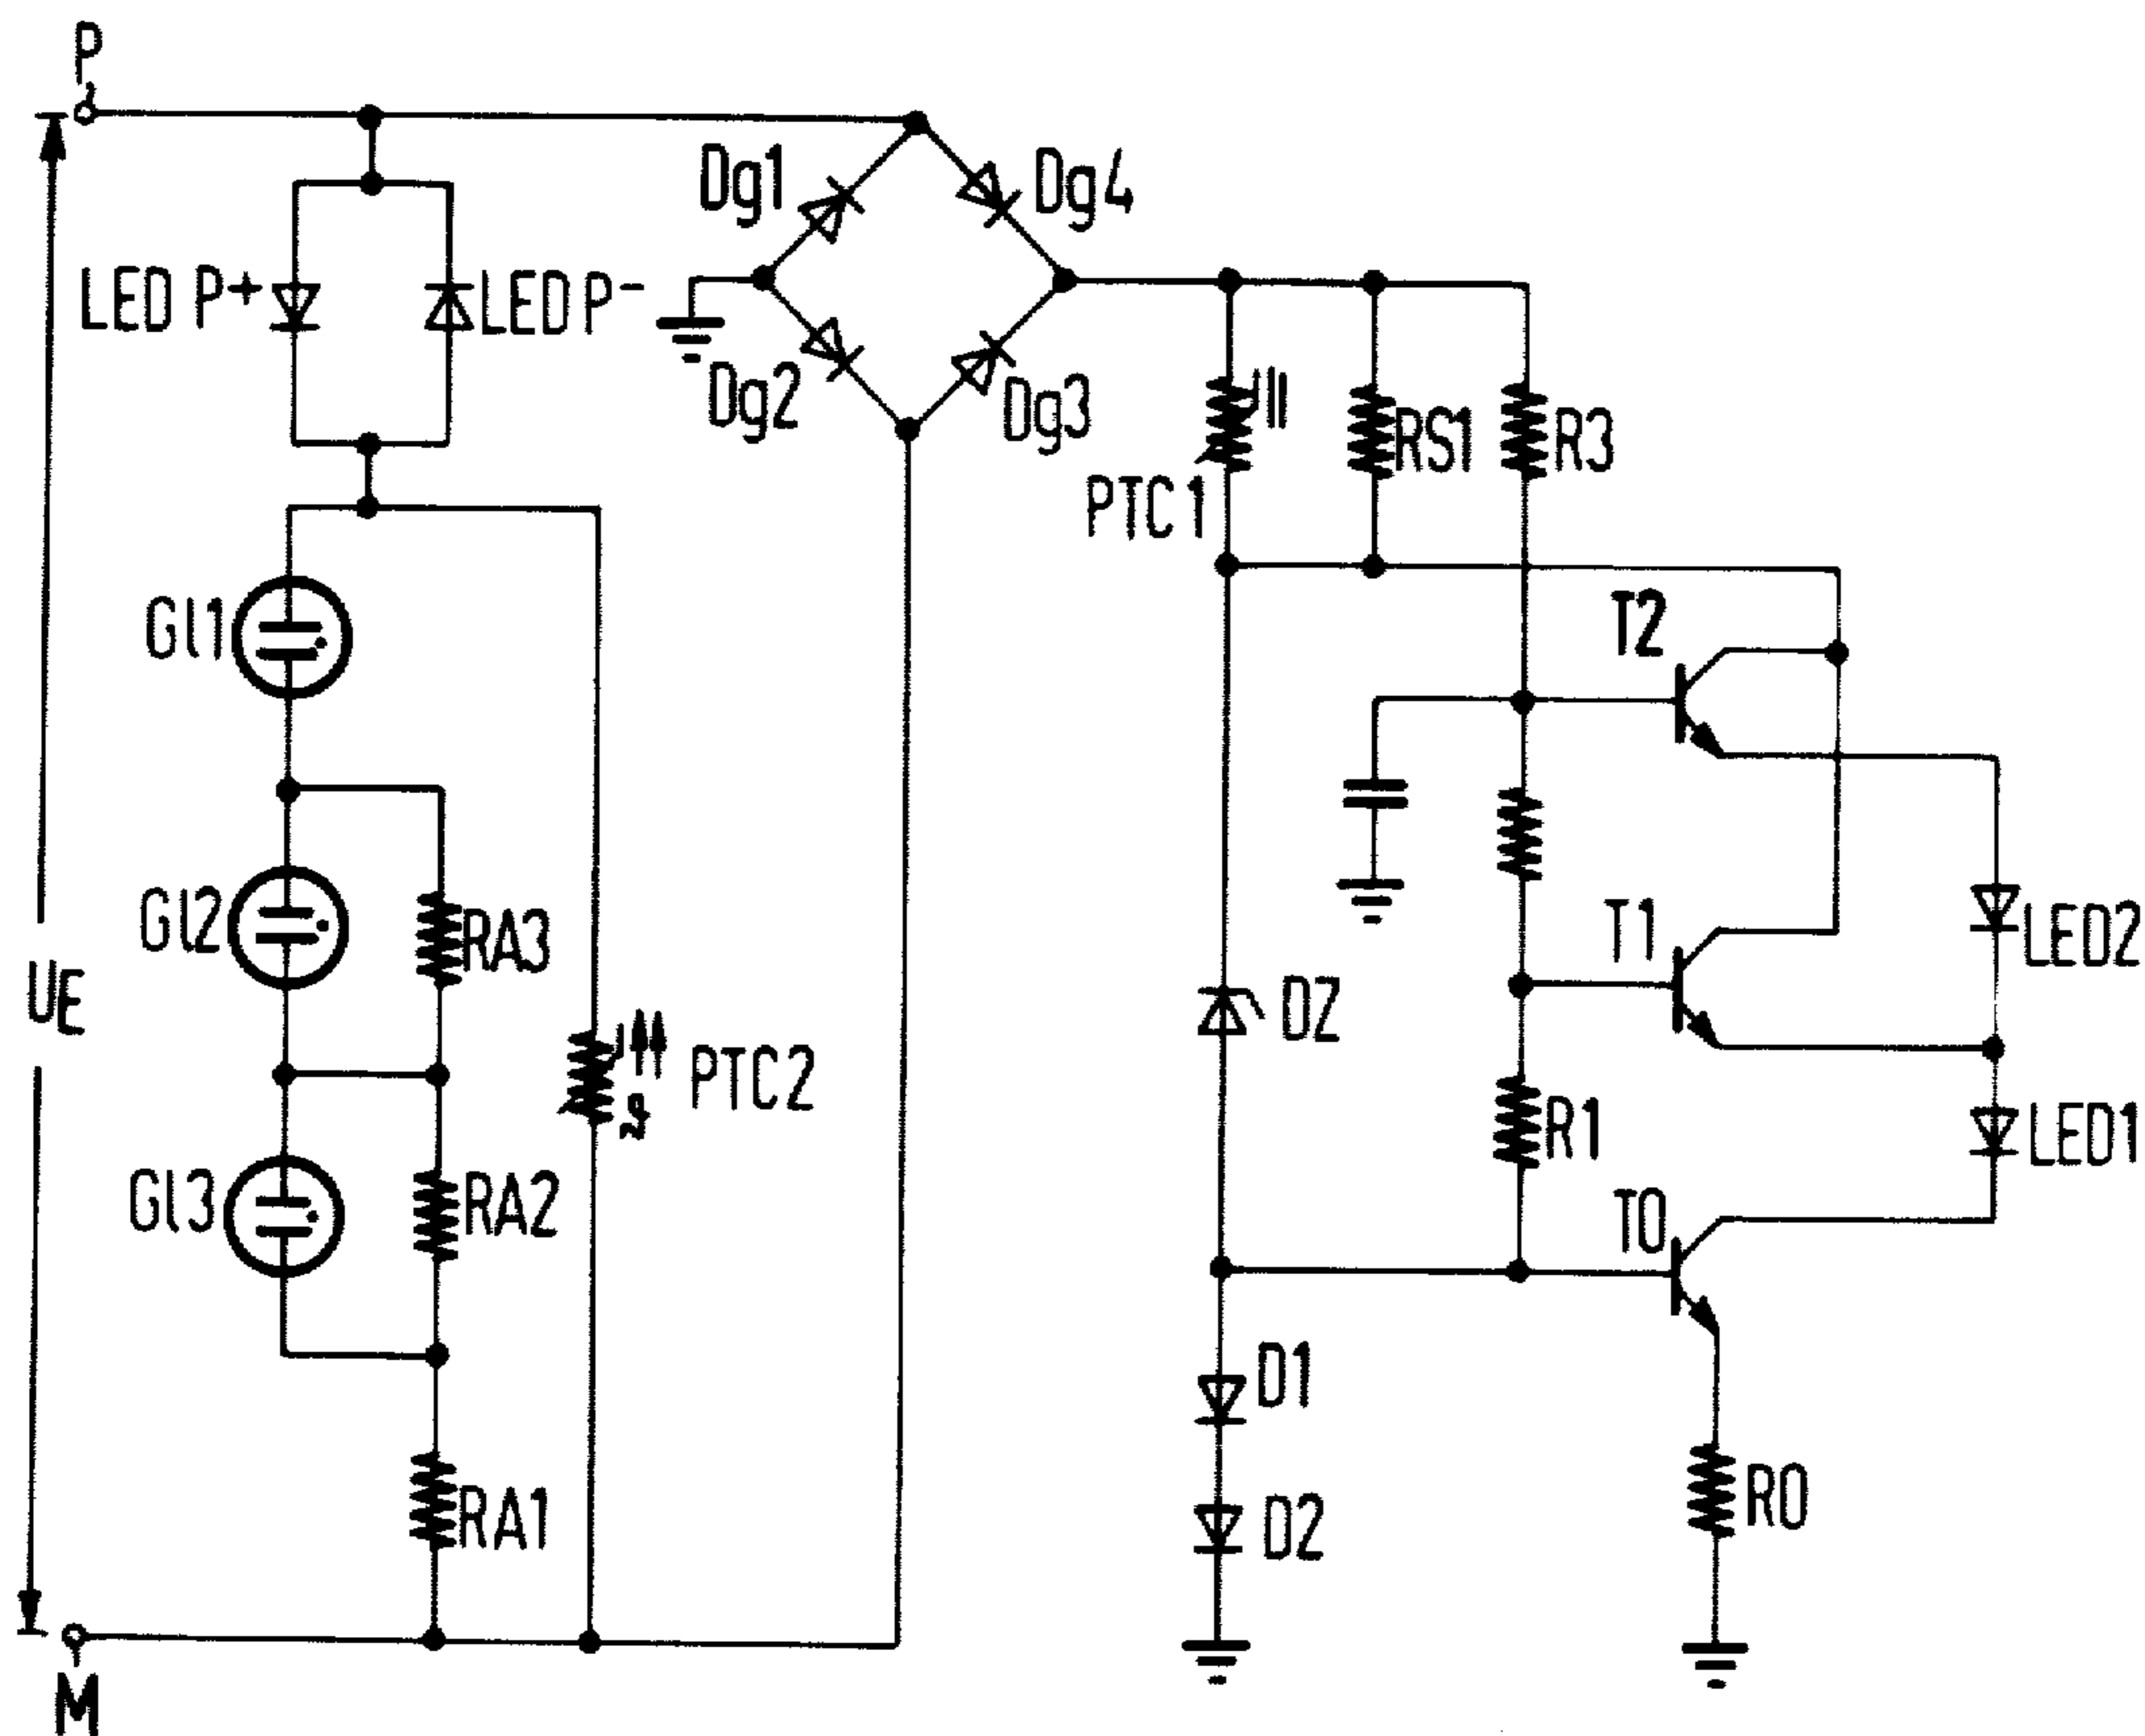 P
Dg1
Dg4
LED P+
LED P-
Dg2
Dg3
RS1
R3
PTC1
Gl1
T2
Gl2
RA3
T1
LED2
UE
DZ
PTC2
ϑ
R1
LED1
Gl3
RA2
T0
D1
RA1
D2
R0
M